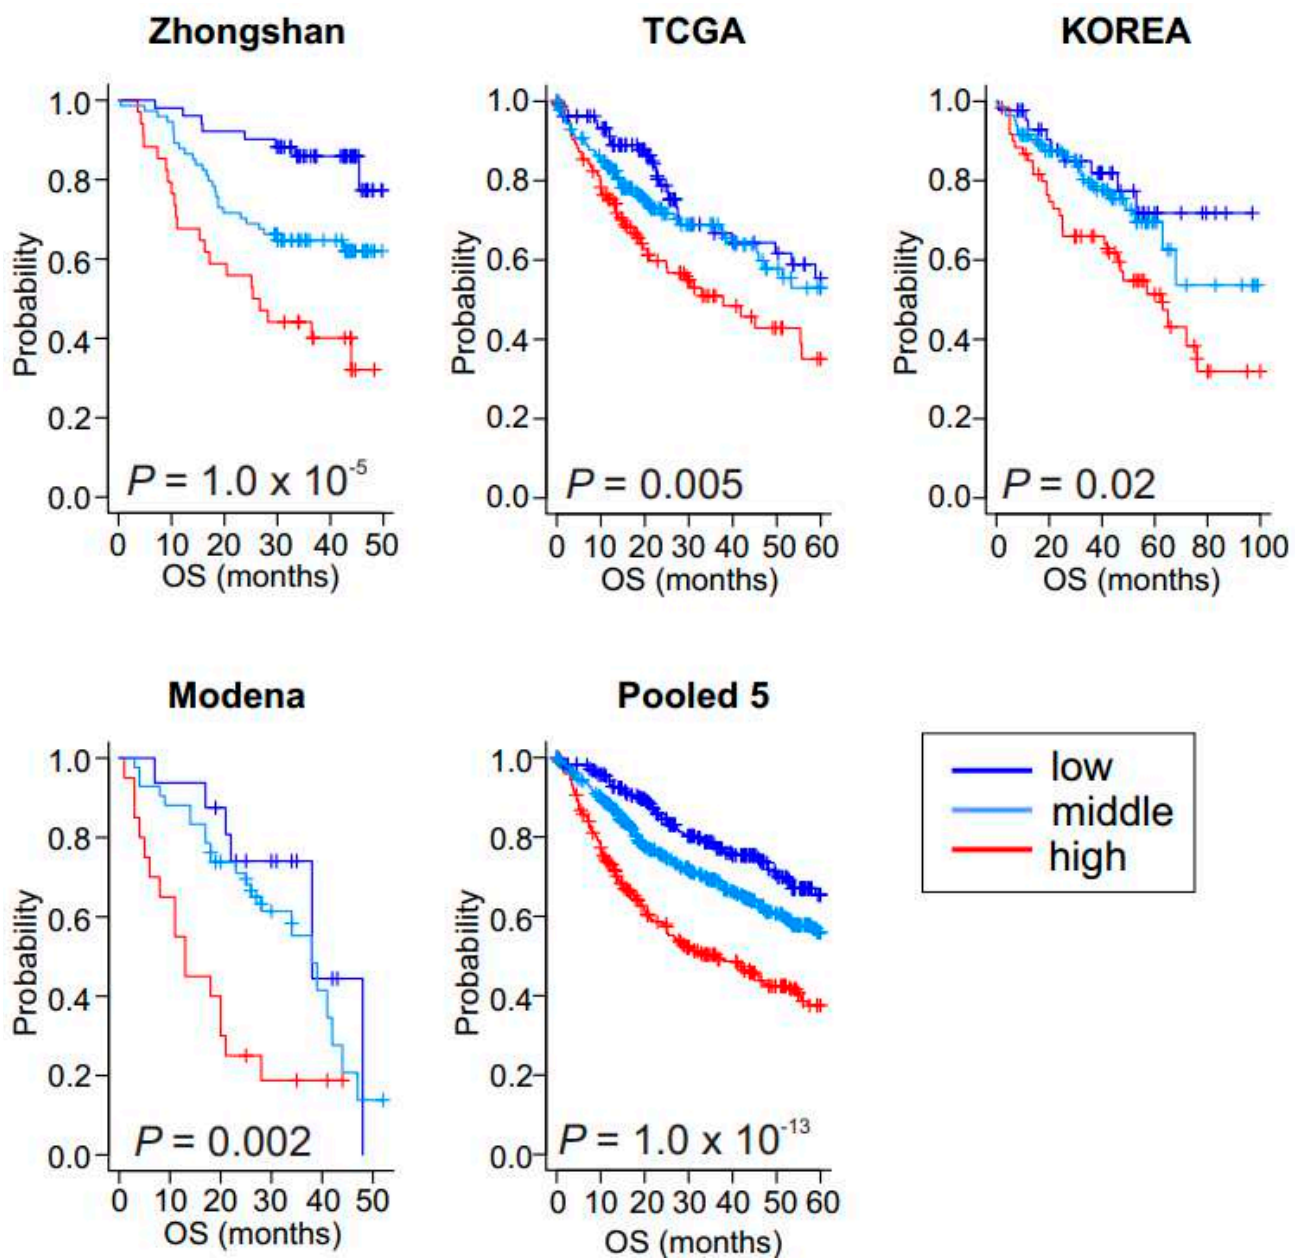 Zhongshan
1.0
0.8
0.6
0.4
0.2
0.0
Probability
P = 1.0 x 10-5
0 10 20 30 40 50
OS (months)
TCGA
1.0
0.8
0.6
0.4
0.2
0.0
Probability
P = 0.005
0 10 20 30 40 50 60
OS (months)
KOREA
1.0
0.8
0.6
0.4
0.2
0.0
Probability
P = 0.02
0 20 40 60 80 100
OS (months)
Modena
1.0
0.8
0.6
0.4
0.2
0.0
Probability
P = 0.002
0 10 20 30 40 50
OS (months)
Pooled 5
1.0
0.8
0.6
0.4
0.2
0.0
Probability
P = 1.0 x 10-13
0 10 20 30 40 50 60
OS (months)
low
middle
high